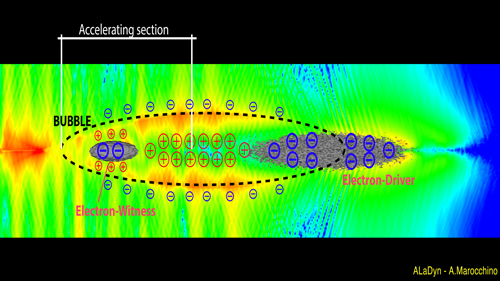 Accelerating section
BUBBLE
Electron-Driver
Electron-Witness
ALaDyn - A.Marocchino